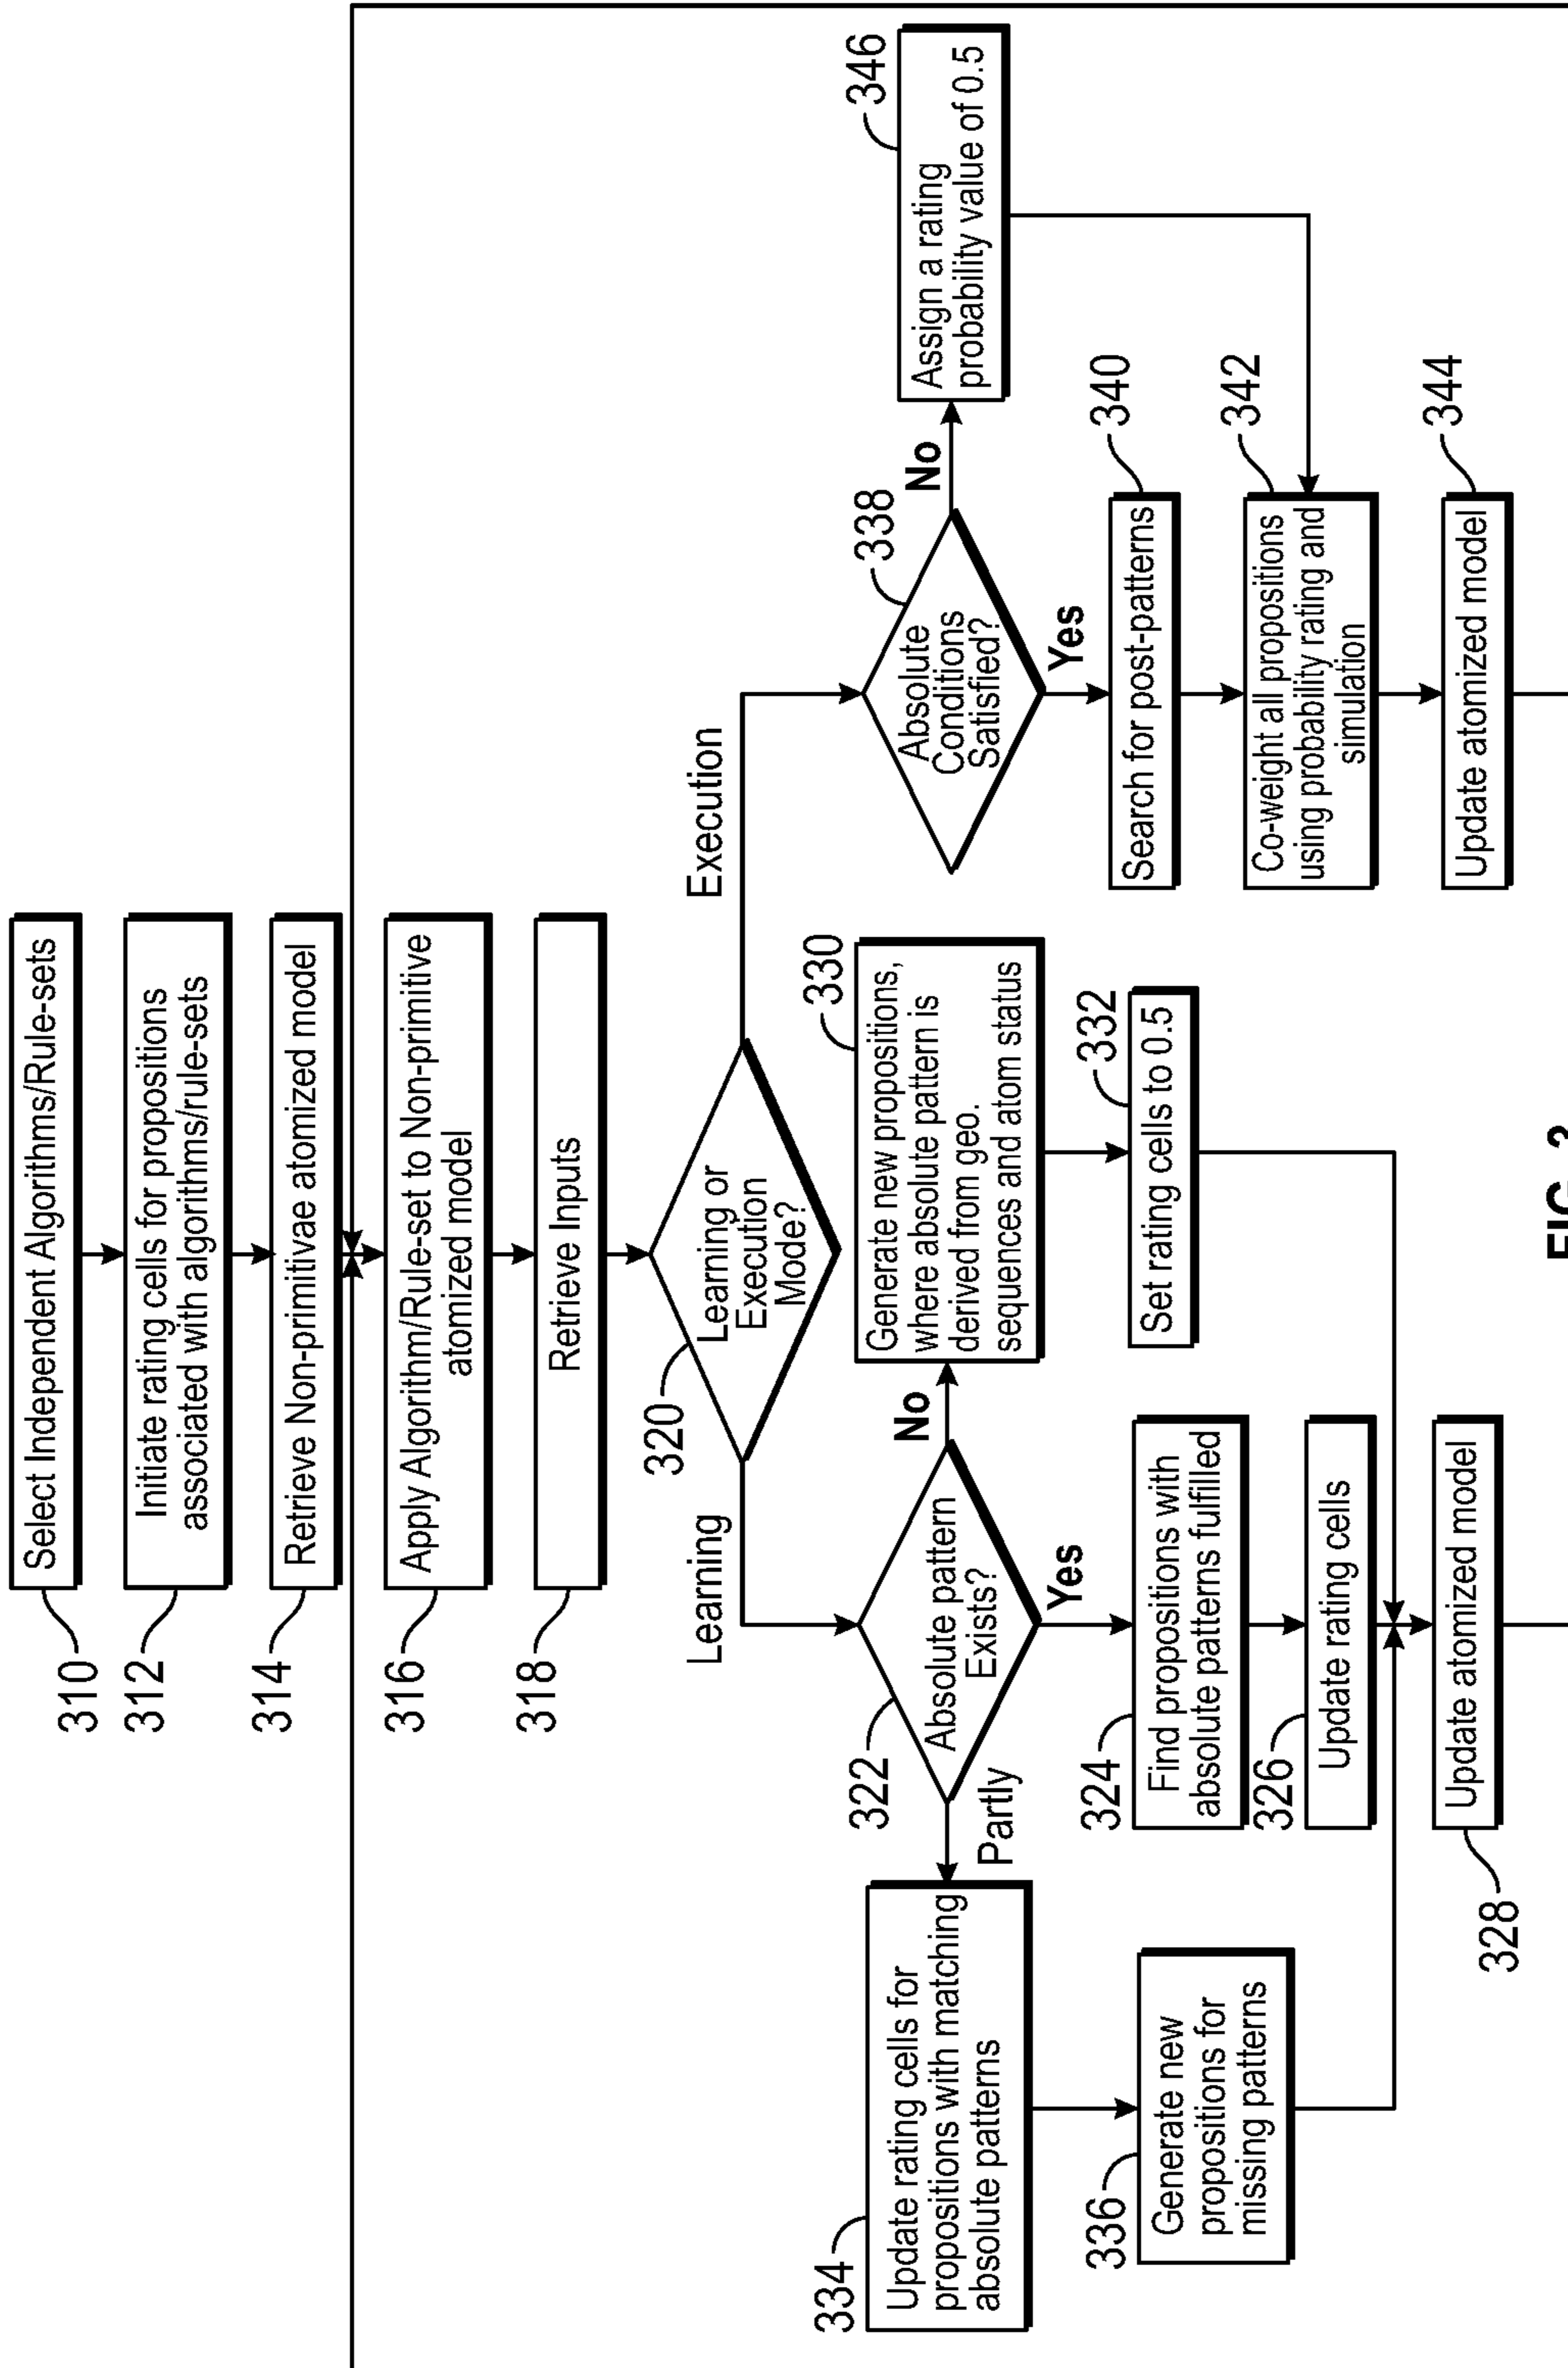 310
Select Independent Algorithms/Rule-sets
312
Initiate rating cells for propositions
associated with algorithms/rule-sets
314
Retrieve Non-primitivae atomized model
316
Apply Algorithm/Rule-set to Non-primitive
atomized model
318
Retrieve Inputs
320
Learning or
Execution
Mode?
Learning
Execution
322
Absolute pattern
Exists?
Partly
No
Yes
334
Update rating cells for
propositions with matching
absolute patterns
336
Generate new
propositions for
missing patterns
324
Find propositions with
absolute patterns fulfilled
326
Update rating cells
328
Update atomized model
330
Generate new propositions,
where absolute pattern is
derived from geo.
sequences and atom status
332
Set rating cells to 0.5
338
Absolute
Conditions
Satisfied?
No
Yes
346
Assign a rating
probability value of 0.5
340
Search for post-patterns
342
Co-weight all propositions
using probability rating and
simulation
344
Update atomized model
FIG. 3